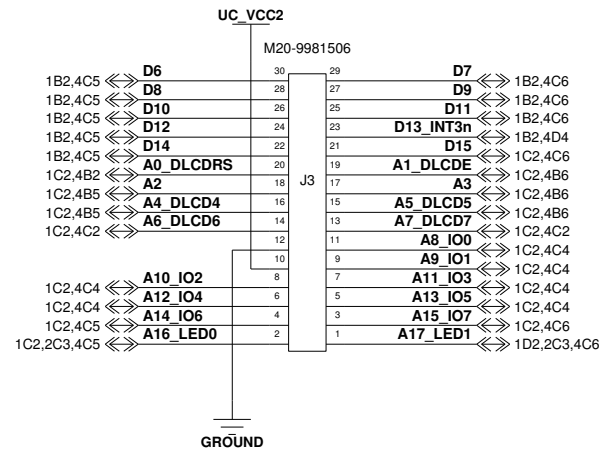 UC_VCC2
M20-9981506
D6 30 29 D7
1B2,4C5 1B2,4C6
D8 28 27 D9
1B2,4C5 1B2,4C6
D10 26 25 D11
1B2,4C5 1B2,4C6
D12 24 23 D13_INT3n
1B2,4C5 1B2,4D4
D14 22 21 D15
1B2,4C5 1C2,4C6
A0_DLCDRS 20 19 A1_DLCDE
1C2,4B2 1C2,4B6
A2 18 J3 17 A3
1C2,4B5 1C2,4B6
A4_DLCD4 16 15 A5_DLCD5
1C2,4B5 1C2,4B6
A6_DLCD6 14 13 A7_DLCD7
1C2,4C2 1C2,4C2
12 11 A8_IO0
1C2,4C4
10 9 A9_IO1
1C2,4C4
A10_IO2 8 7 A11_IO3
1C2,4C4 1C2,4C4
A12_IO4 6 5 A13_IO5
1C2,4C4 1C2,4C4
A14_IO6 4 3 A15_IO7
1C2,4C5 1C2,4C6
A16_LED0 2 1 A17_LED1
1C2,2C3,4C5 1D2,2C3,4C6
GROUND